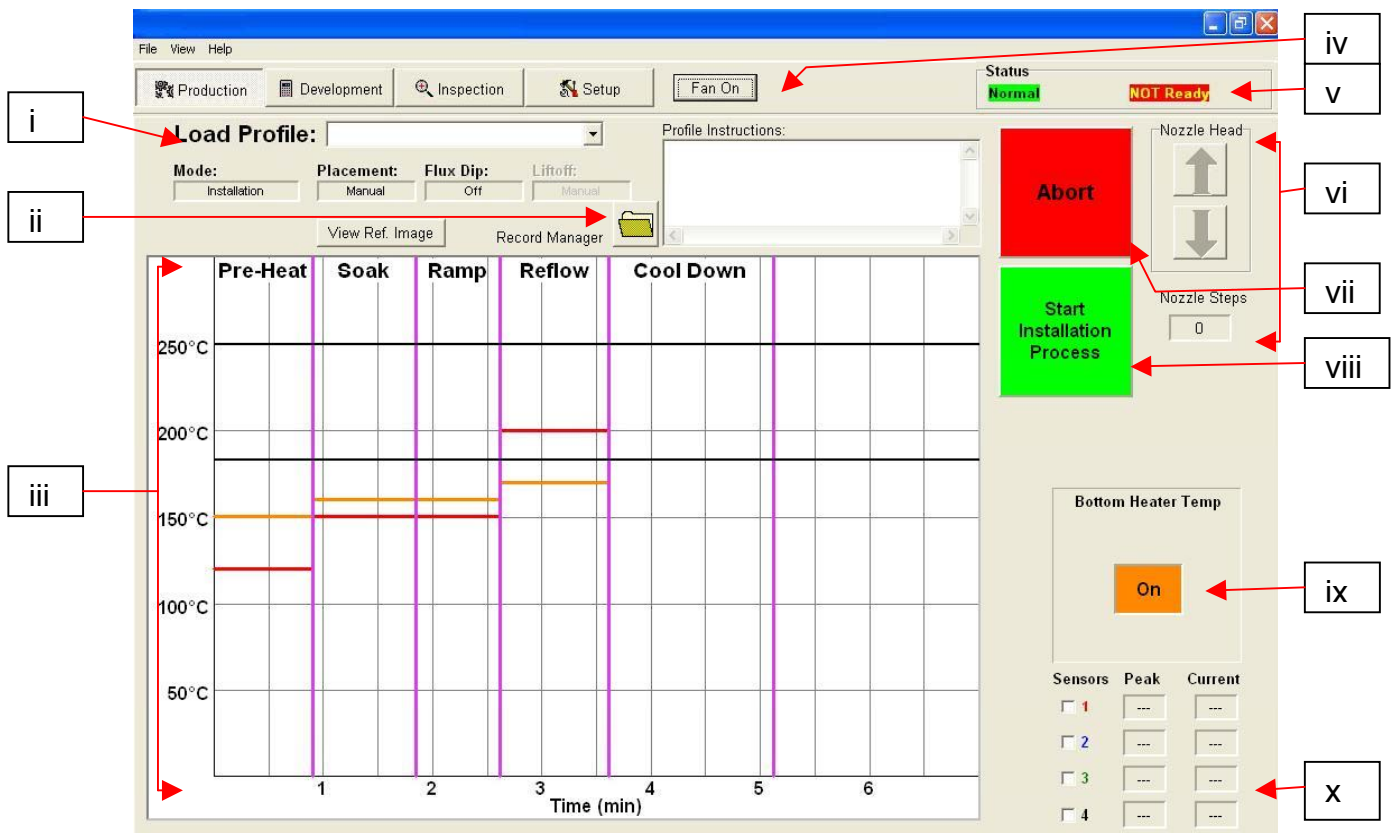 File View Help
iv
Production Development Inspection Setup Fan On
Status
Normal NOT Ready
v
i
Load Profile:
Profile Instructions:
Mode: Placement: Flux Dip: Liftoff:
Installation Manual Off Manual
ii
View Ref. Image Record Manager
Abort
Nozzle Head
vi
vii
Start
Installation
Process
Nozzle Steps
0
viii
Pre-Heat Soak Ramp Reflow Cool Down
250°C
200°C
iii
150°C
100°C
50°C
1 2 3 4 5 6
Time (min)
Bottom Heater Temp
On
ix
Sensors Peak Current
1 --- ---
2 --- ---
3 --- ---
x
4 --- ---